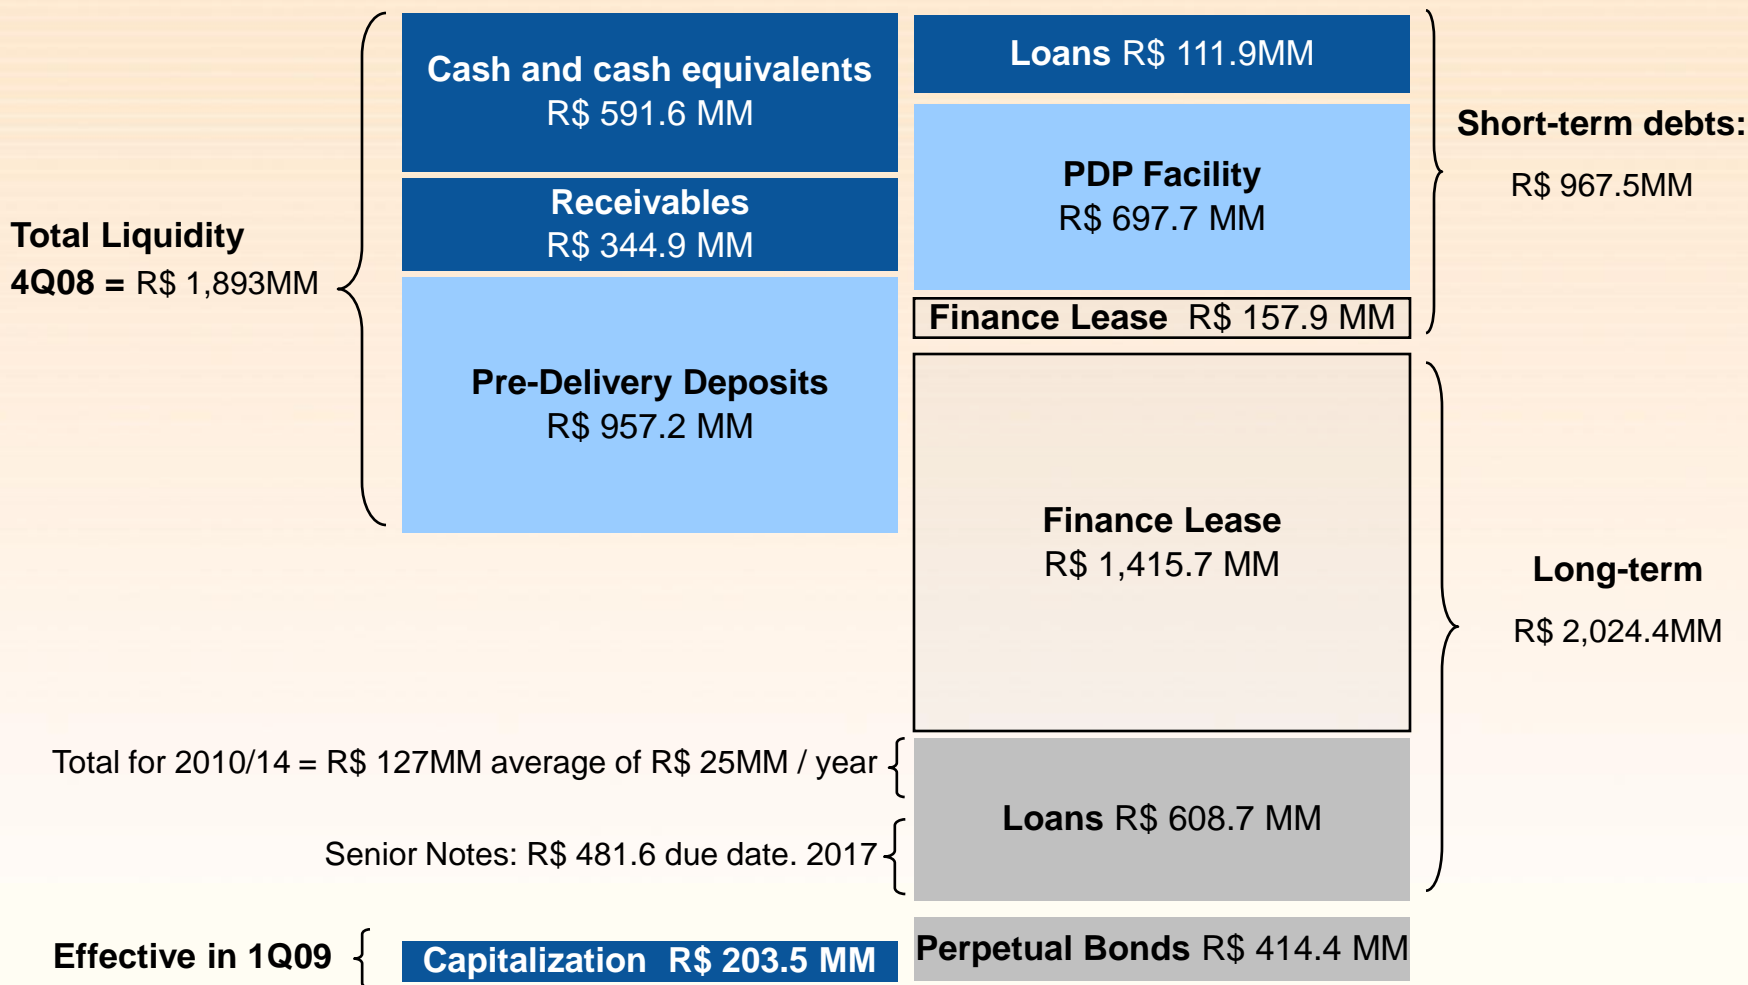 Total Liquidity
4Q08 = R$ 1,893MM
Cash and cash equivalents
R$ 591.6 MM
Receivables
R$ 344.9 MM
Pre-Delivery Deposits
R$ 957.2 MM
Loans R$ 111.9MM
PDP Facility
R$ 697.7 MM
Finance Lease R$ 157.9 MM
Short-term debts:
R$ 967.5MM
Finance Lease
R$ 1,415.7 MM
Long-term
R$ 2,024.4MM
Total for 2010/14 = R$ 127MM average of R$ 25MM / year
Loans R$ 608.7 MM
Senior Notes: R$ 481.6 due date. 2017
Effective in 1Q09
Capitalization R$ 203.5 MM
Perpetual Bonds R$ 414.4 MM